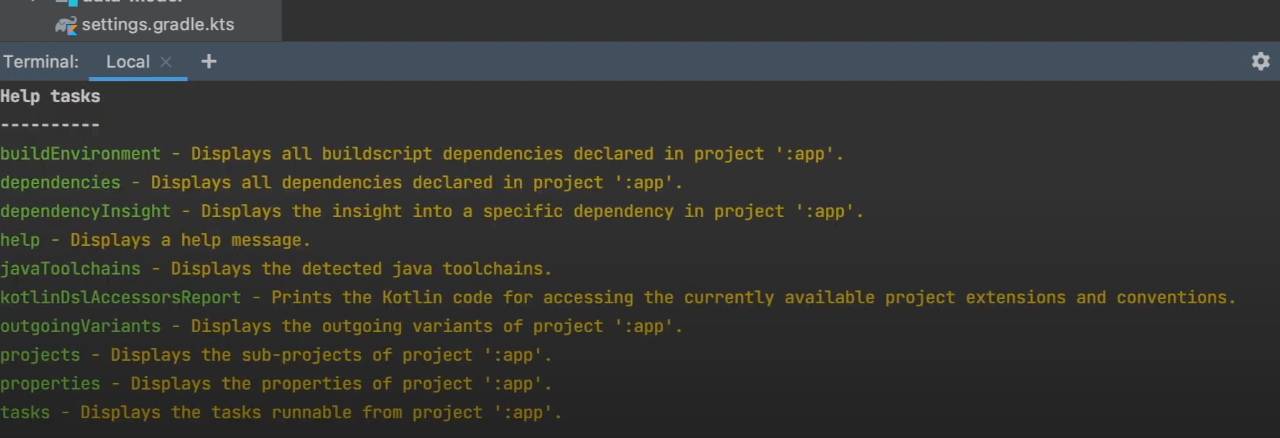 data-model
settings.gradle.kts
Terminal: Local × +
Help tasks
----------
buildEnvironment - Displays all buildscript dependencies declared in project ':app'.
dependencies - Displays all dependencies declared in project ':app'.
dependencyInsight - Displays the insight into a specific dependency in project ':app'.
help - Displays a help message.
javaToolchains - Displays the detected java toolchains.
kotlinDslAccessorsReport - Prints the Kotlin code for accessing the currently available project extensions and conventions.
outgoingVariants - Displays the outgoing variants of project ':app'.
projects - Displays the sub-projects of project ':app'.
properties - Displays the properties of project ':app'.
tasks - Displays the tasks runnable from project ':app'.